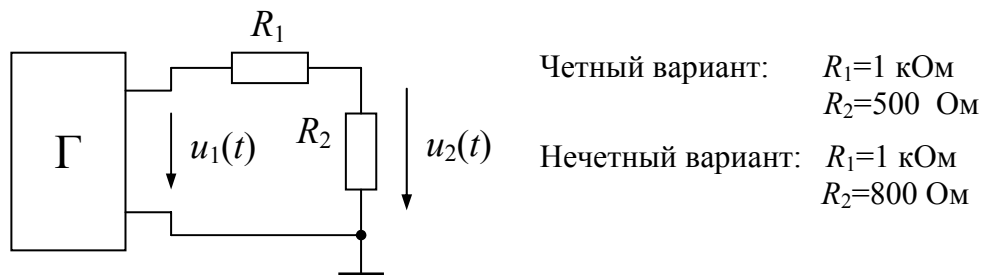 R₁
Г
u₁(t)
R₂
u₂(t)
Четный вариант: R₁=1 кОм
R₂=500 Ом
Нечетный вариант: R₁=1 кОм
R₂=800 Ом